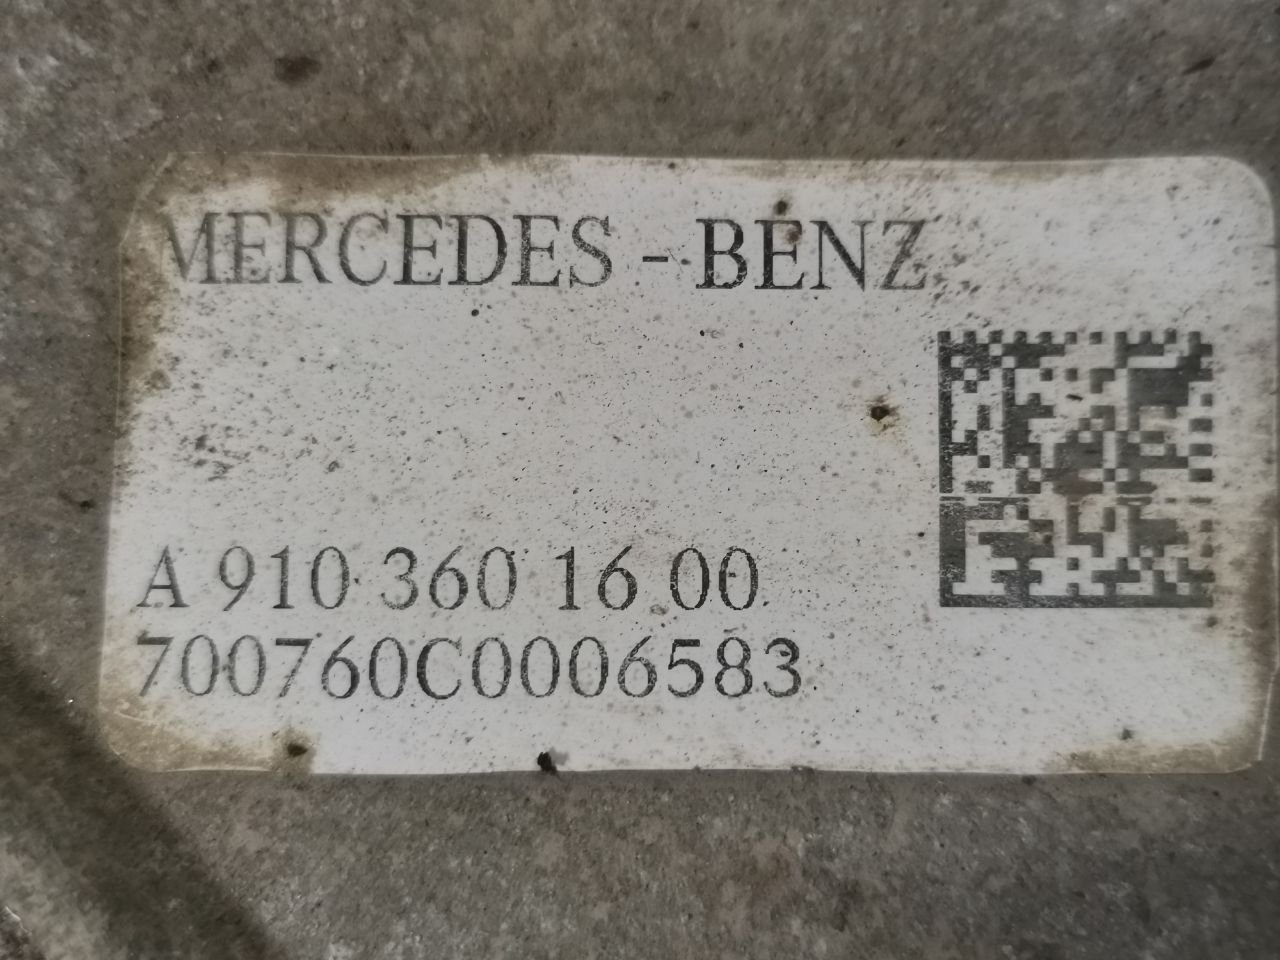 MERCEDES - BENZ
A 910 360 16 00
700760C0006583